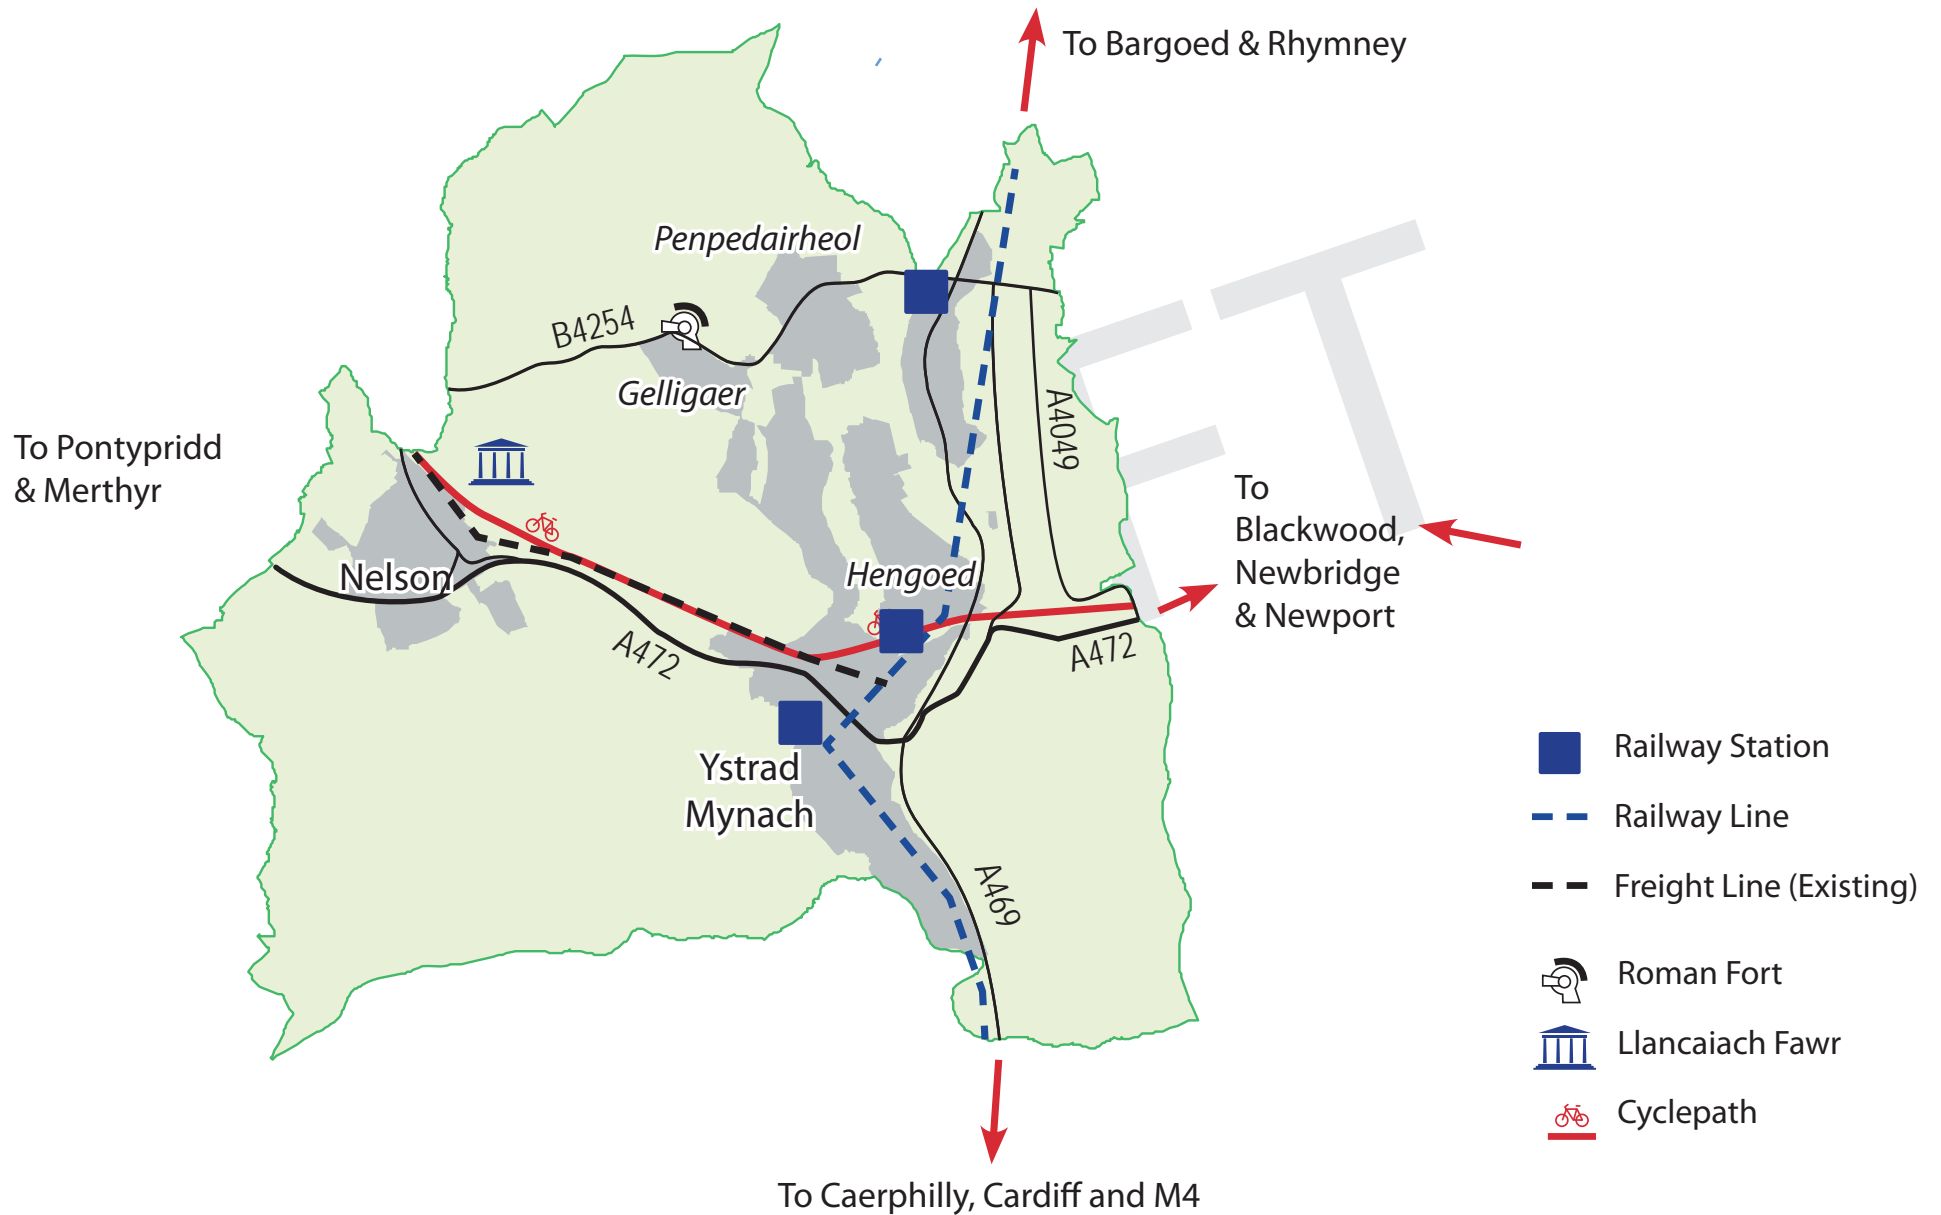 To Bargoed & Rhymney
Penpedairheol
B4254
Gelligaer
A4049
To Pontypridd
& Merthyr
To
Blackwood,
Newbridge
& Newport
Nelson
Hengoed
A472
A472
Ystrad
Mynach
A469
To Caerphilly, Cardiff and M4
Railway Station
Railway Line
Freight Line (Existing)
Roman Fort
Llancaiach Fawr
Cyclepath